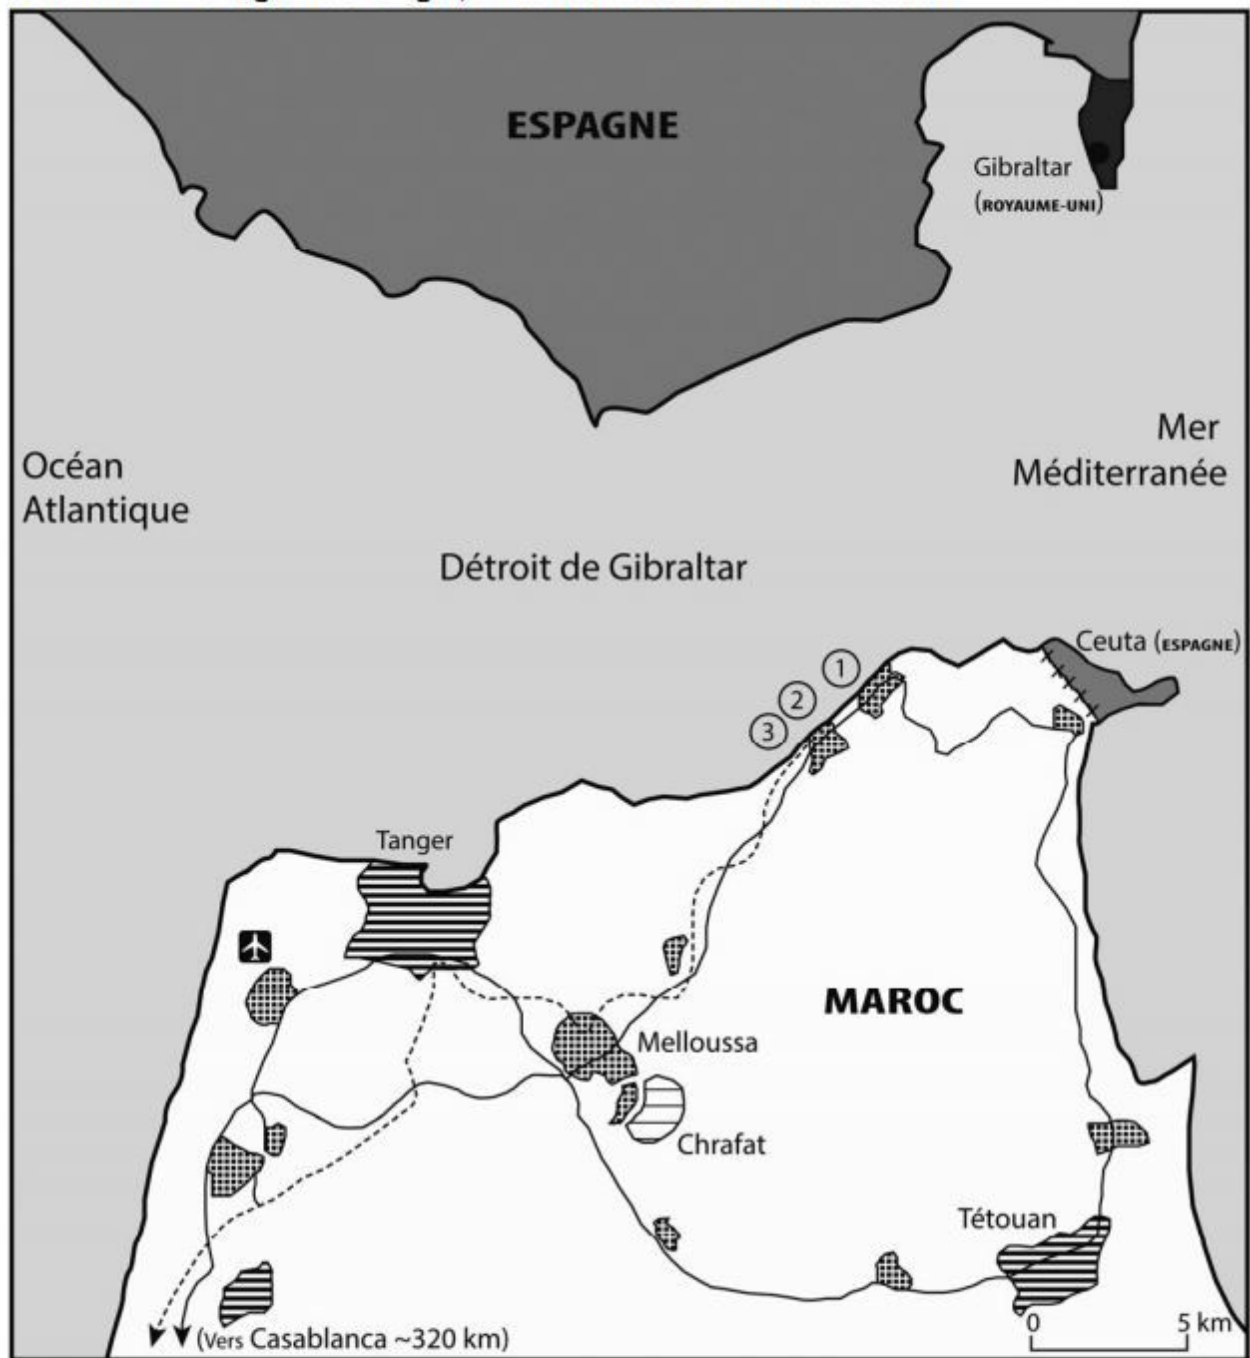 ESPAGNE
Gibraltar
(ROYAUME-UNI)
Mer
Méditerranée
Océan
Atlantique
Détroit de Gibraltar
Ceuta (ESPAGNE)
1
2
3
Tanger
MAROC
Melloussa
Chrafat
Tétouan
0 5 km
(Vers Casablanca ~320 km)